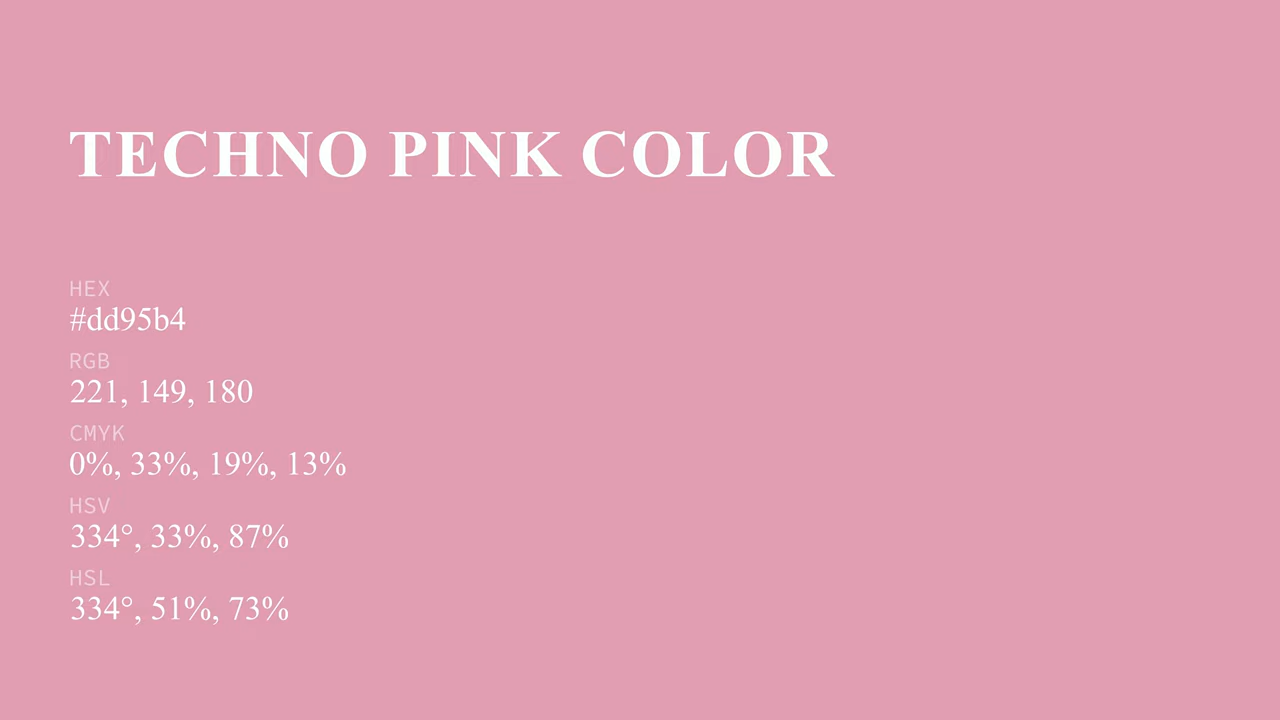 TECHNO PINK COLOR
HEX
#dd95b4
RGB
221, 149, 180
CMYK
0%, 33%, 19%, 13%
HSV
334°, 33%, 87%
HSL
334°, 51%, 73%